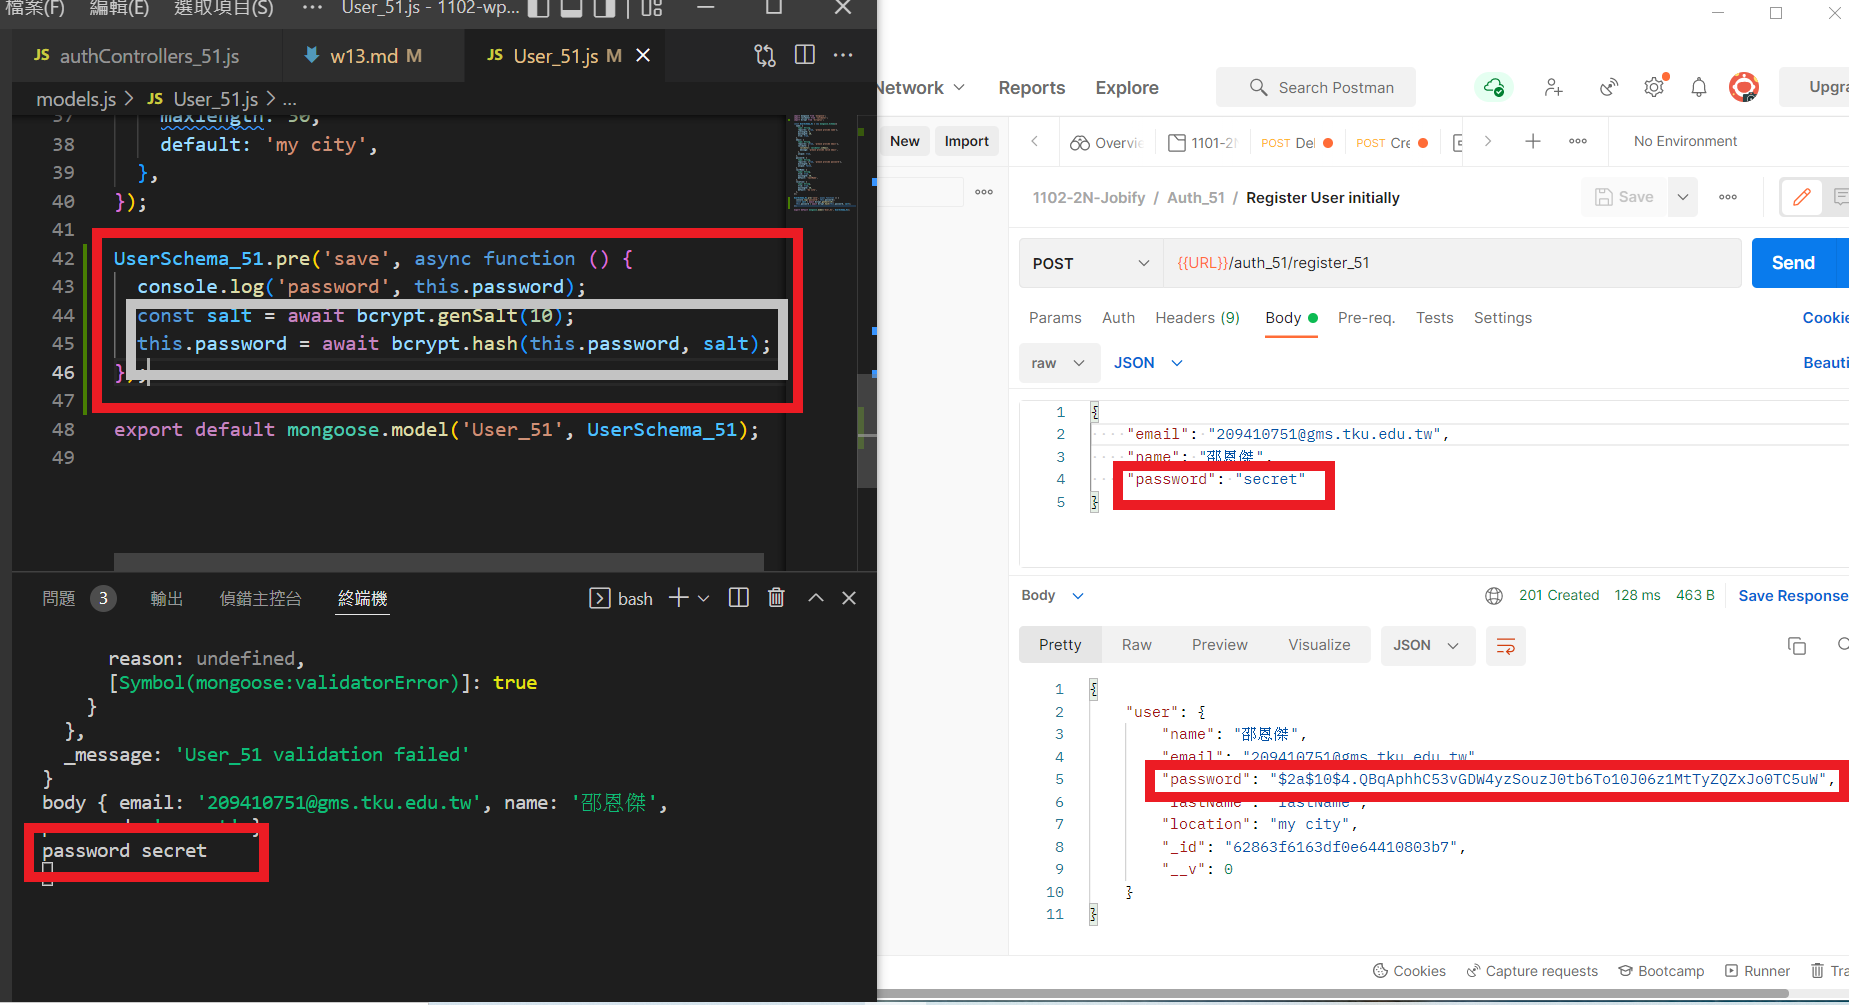 檔案(F) 編輯(E) 選取項目(S) ··· User_51.js - 1102-wp...
JS authControllers_51.js
w13.md M
JS User_51.js M
models.js > JS User_51.js > ...
37 maxlength: 30,
38 default: 'my city',
39 },
40 });
41
42 UserSchema_51.pre('save', async function () {
43 console.log('password', this.password);
44 const salt = await bcrypt.genSalt(10);
45 this.password = await bcrypt.hash(this.password, salt);
46 });
47
48 export default mongoose.model('User_51', UserSchema_51);
49
問題 3 輸出 偵錯主控台 終端機 bash
reason: undefined,
[Symbol(mongoose:validatorError)]: true
}
},
_message: 'User_51 validation failed'
}
body { email: '209410751@gms.tku.edu.tw', name: '邵恩傑',
password secret
Network Reports Explore Search Postman Upgra
New Import Overvie 1101-2N POST Del POST Cre No Environment
1102-2N-Jobify / Auth_51 / Register User initially Save
POST {{URL}}/auth_51/register_51 Send
Params Auth Headers (9) Body Pre-req. Tests Settings Cookie
raw JSON Beauti
1 {
2 "email": "209410751@gms.tku.edu.tw",
3 "name": "邵恩傑",
4 "password": "secret"
5 }
Body 201 Created 128 ms 463 B Save Response
Pretty Raw Preview Visualize JSON
1 {
2 "user": {
3 "name": "邵恩傑",
4 "email": "209410751@gms.tku.edu.tw"
5 "password": "$2a$10$4.QBqAphhC53vGDW4yzSouzJ0tb6To10J06z1MtTyZQZxJo0TC5uW",
6 "lastName": "lastName",
7 "location": "my city",
8 "_id": "62863f6163df0e64410803b7",
9 "__v": 0
10 }
11 }
Cookies Capture requests Bootcamp Runner Tra